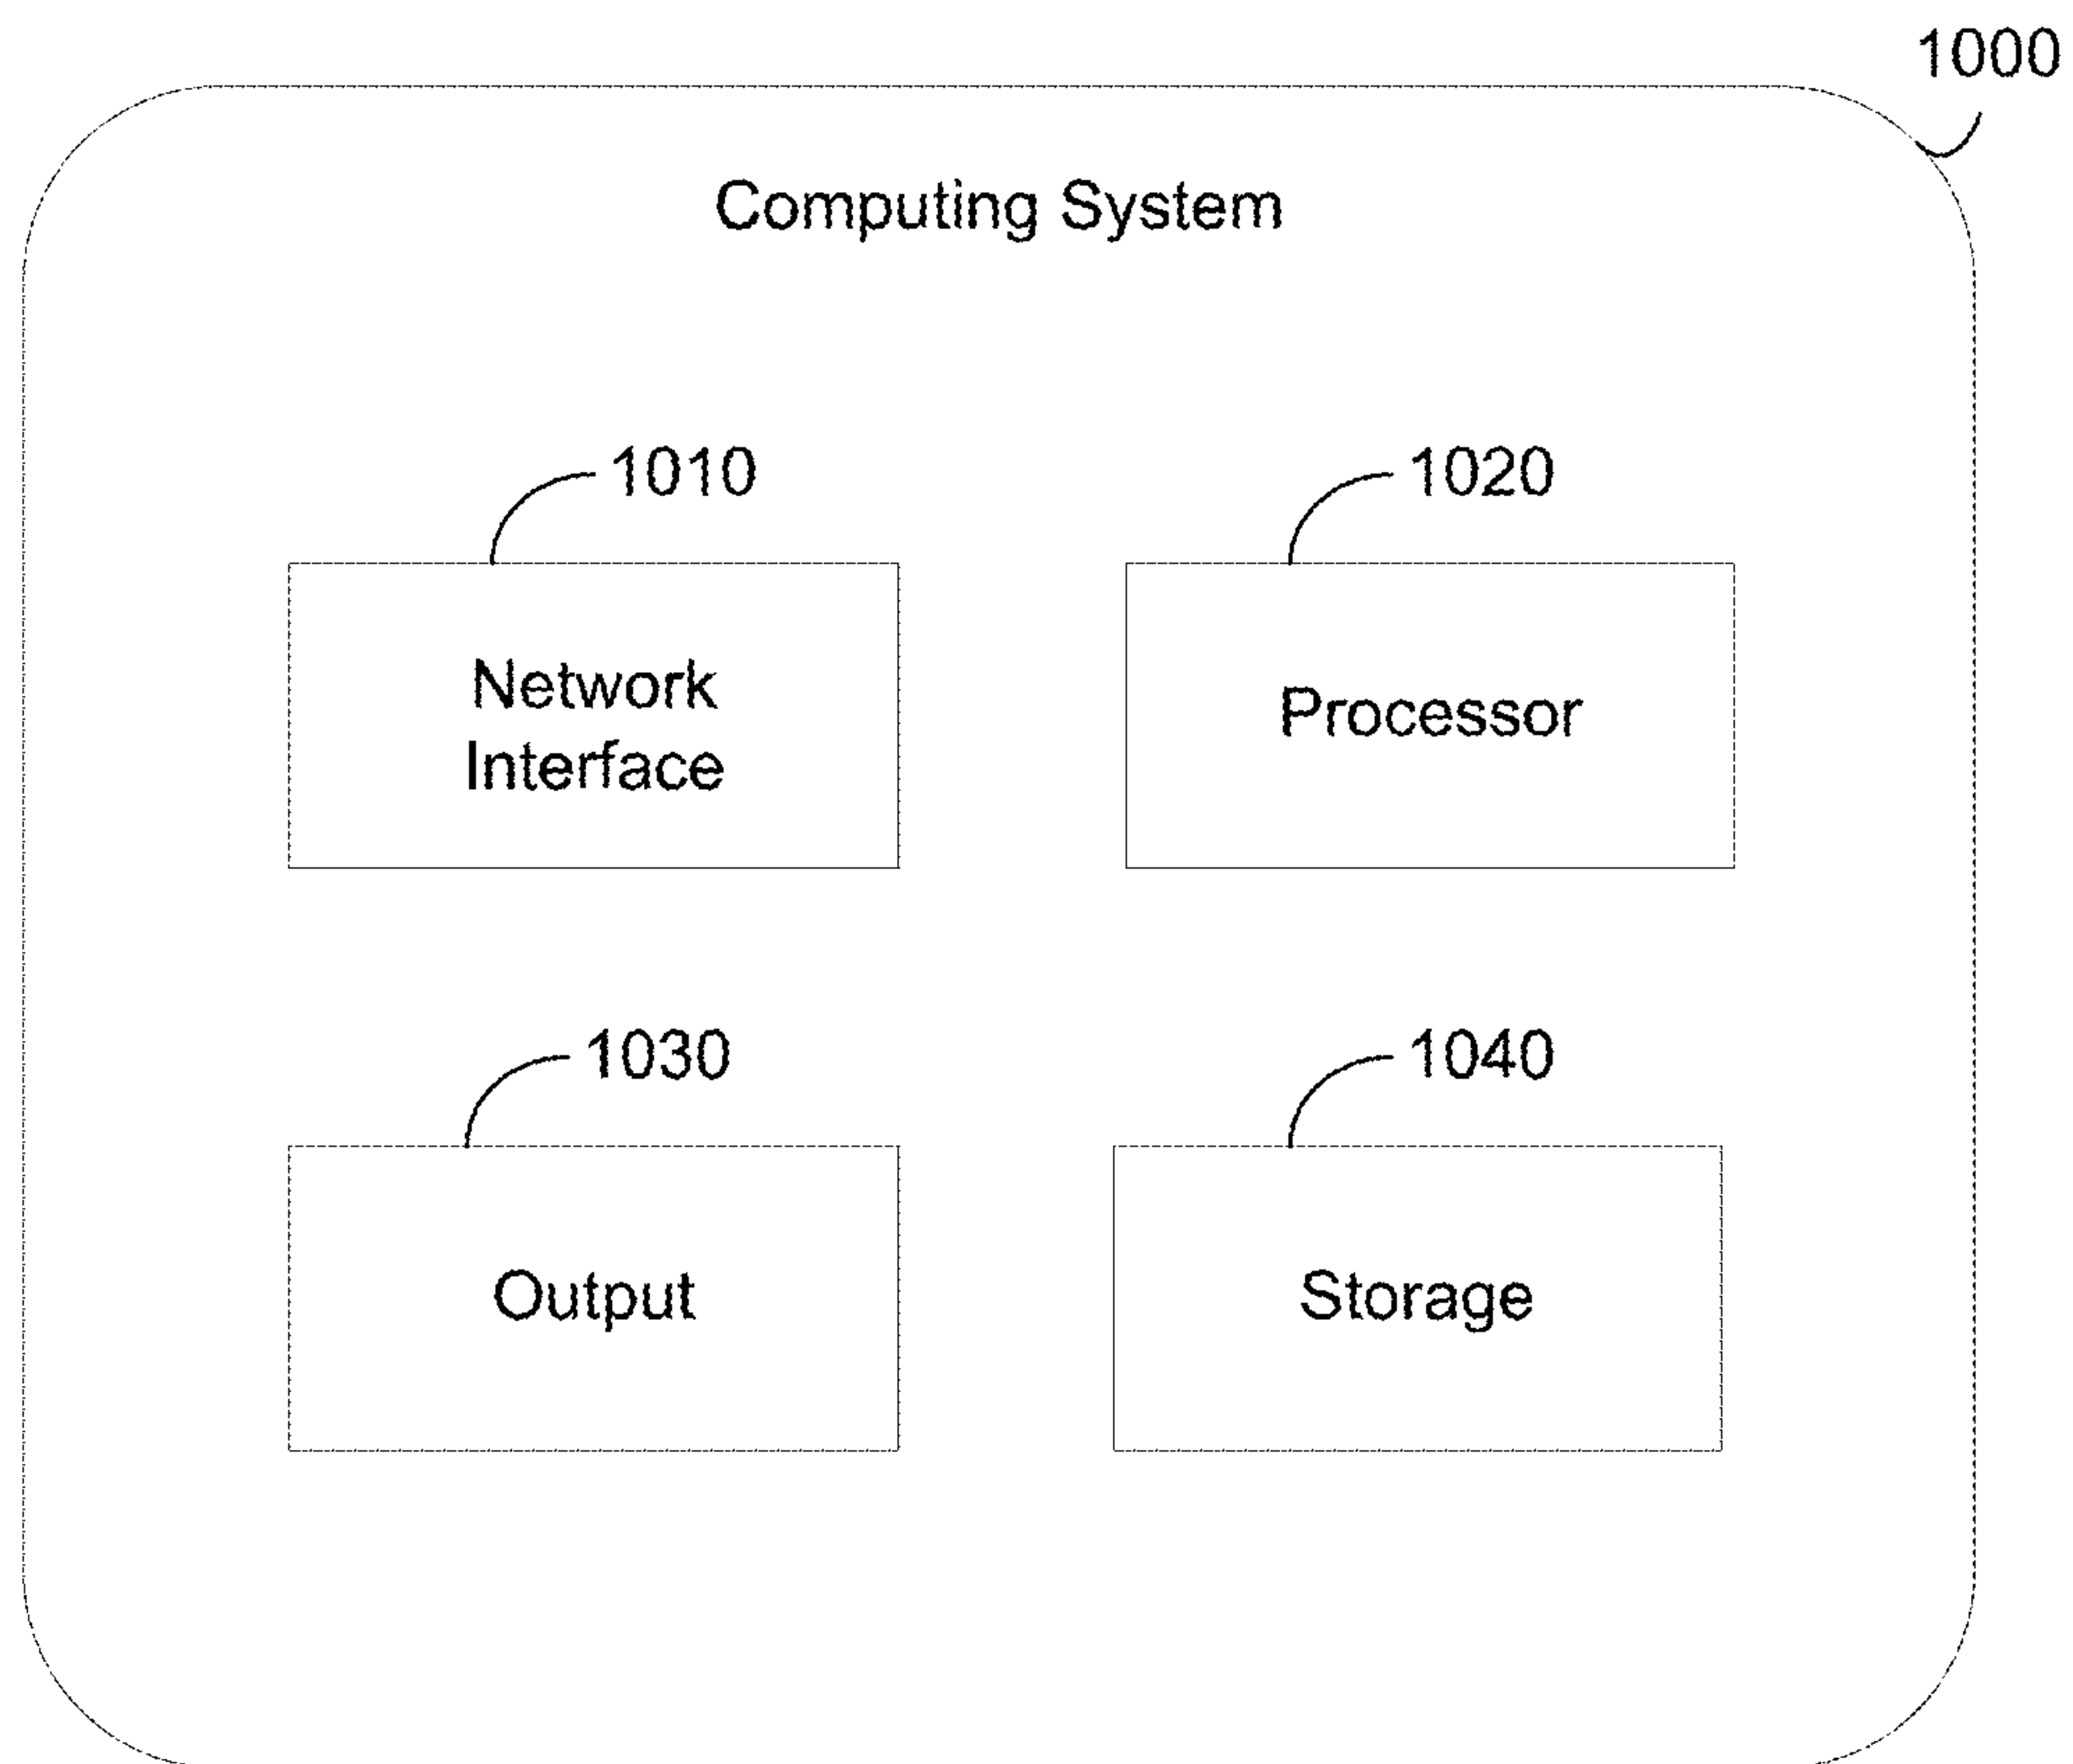 1000
Computing System
1010
1020
Network
Interface
Processor
1030
1040
Output
Storage